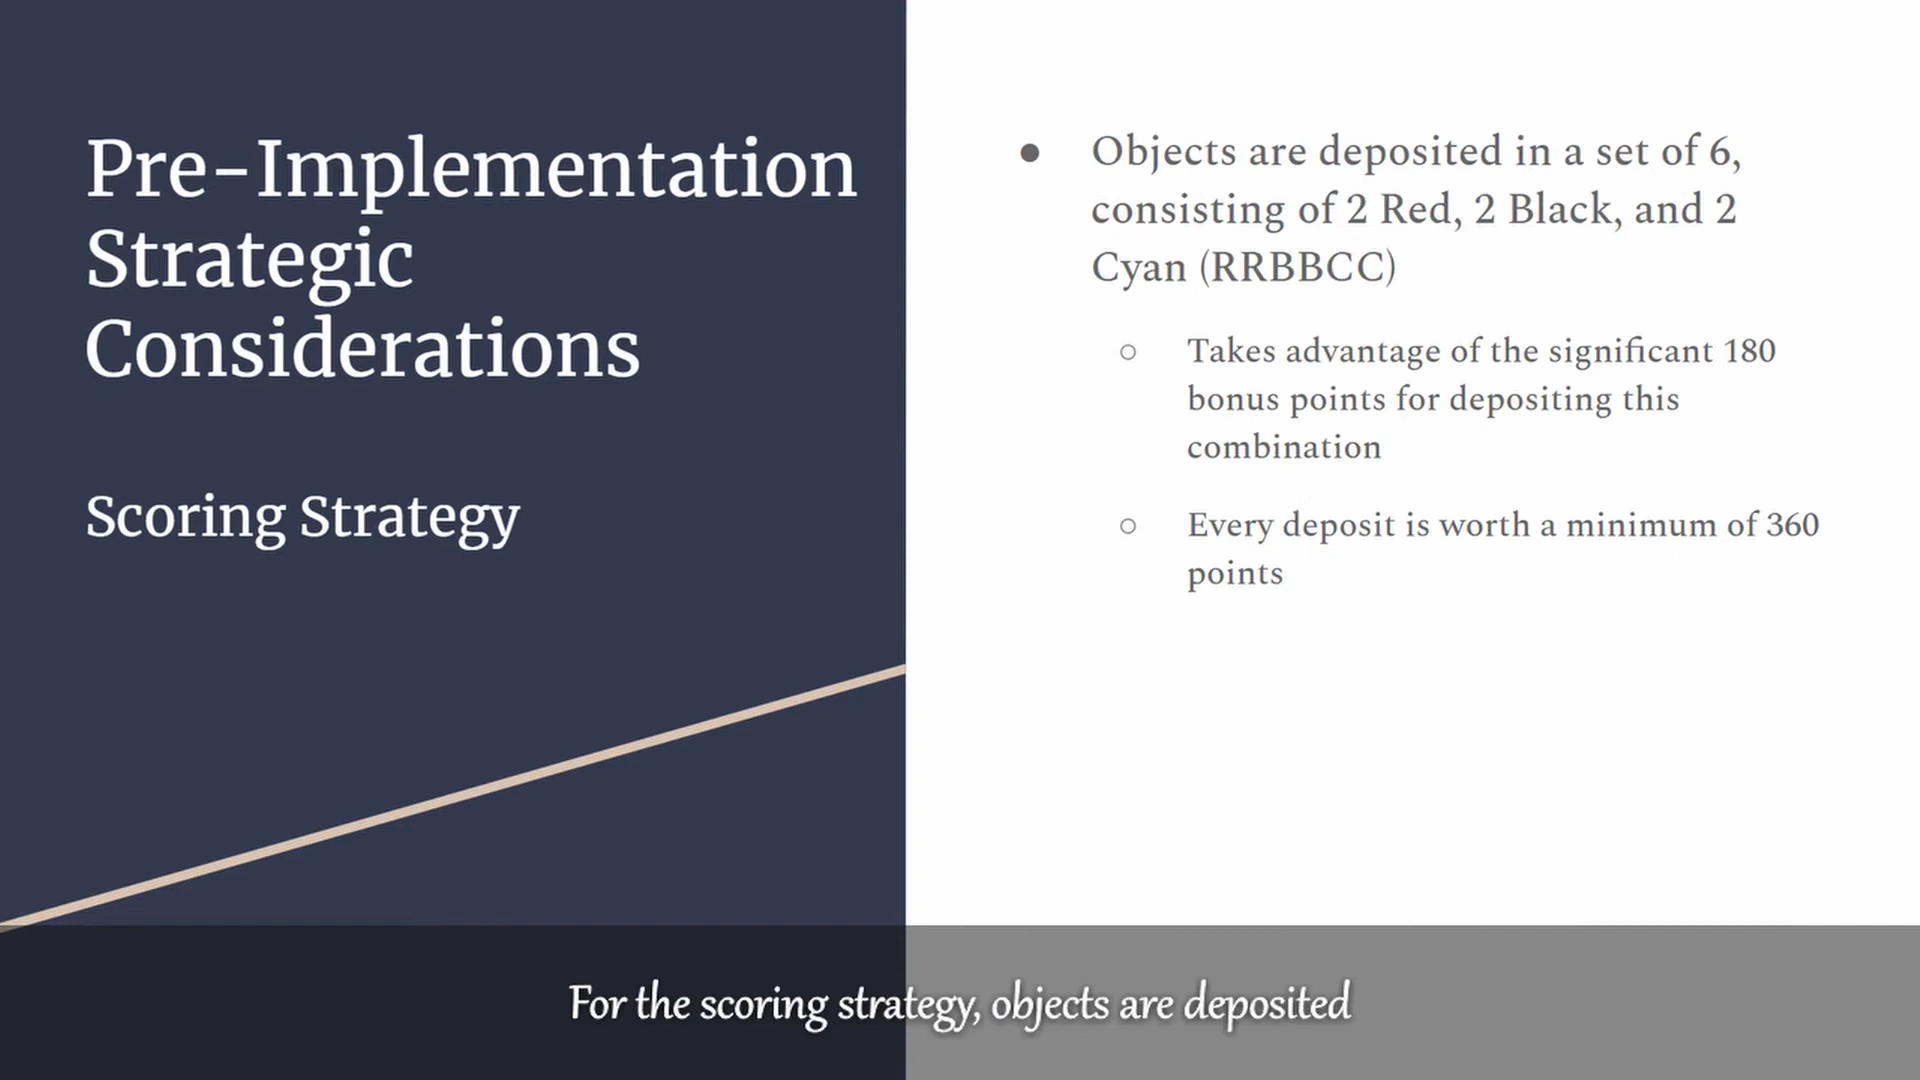 Pre-Implementation
Strategic
Considerations
Scoring Strategy
● Objects are deposited in a set of 6,
consisting of 2 Red, 2 Black, and 2
Cyan (RRBBCC)
○ Takes advantage of the significant 180
bonus points for depositing this
combination
○ Every deposit is worth a minimum of 360
points
For the scoring strategy, objects are deposited